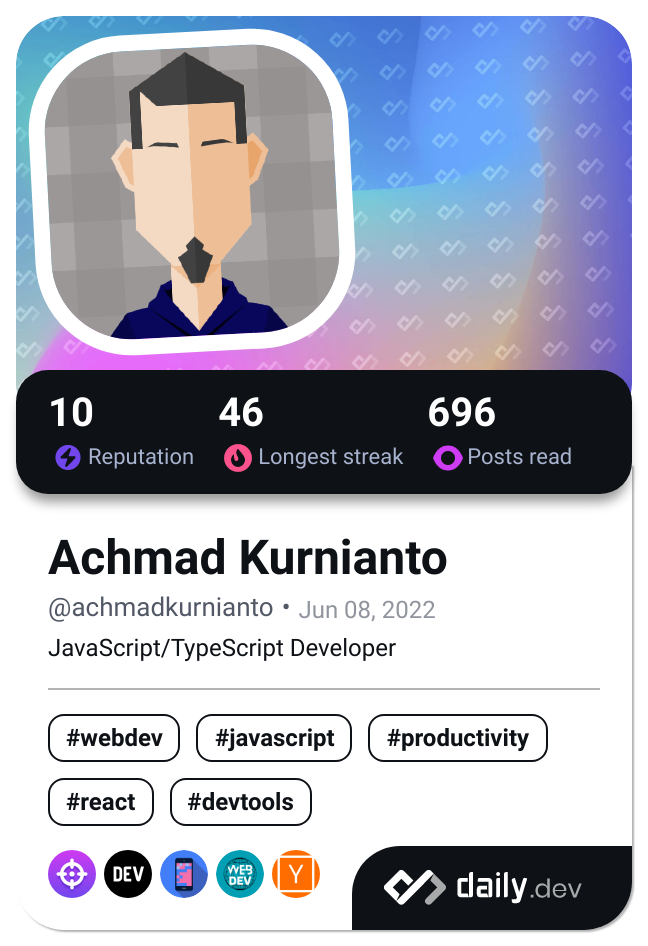 10 46 696
Reputation Longest streak Posts read
Achmad Kurnianto
@achmadkurnianto • Jun 08, 2022
JavaScript/TypeScript Developer
#webdev #javascript #productivity
#react #devtools
DEV WEB DEV Y
daily.dev